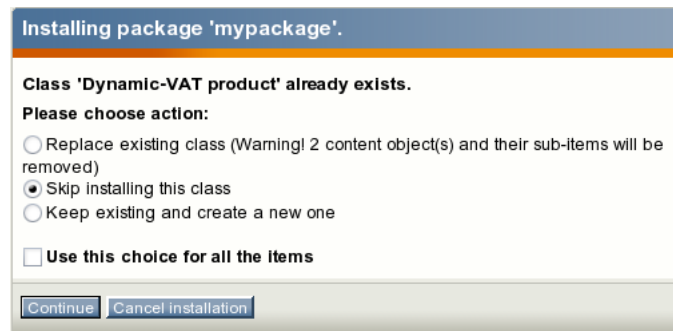 Installing package 'mypackage'.
Class 'Dynamic-VAT product' already exists.
Please choose action:
Replace existing class (Warning! 2 content object(s) and their sub-items will be
removed)
Skip installing this class
Keep existing and create a new one
Use this choice for all the items
Continue Cancel installation